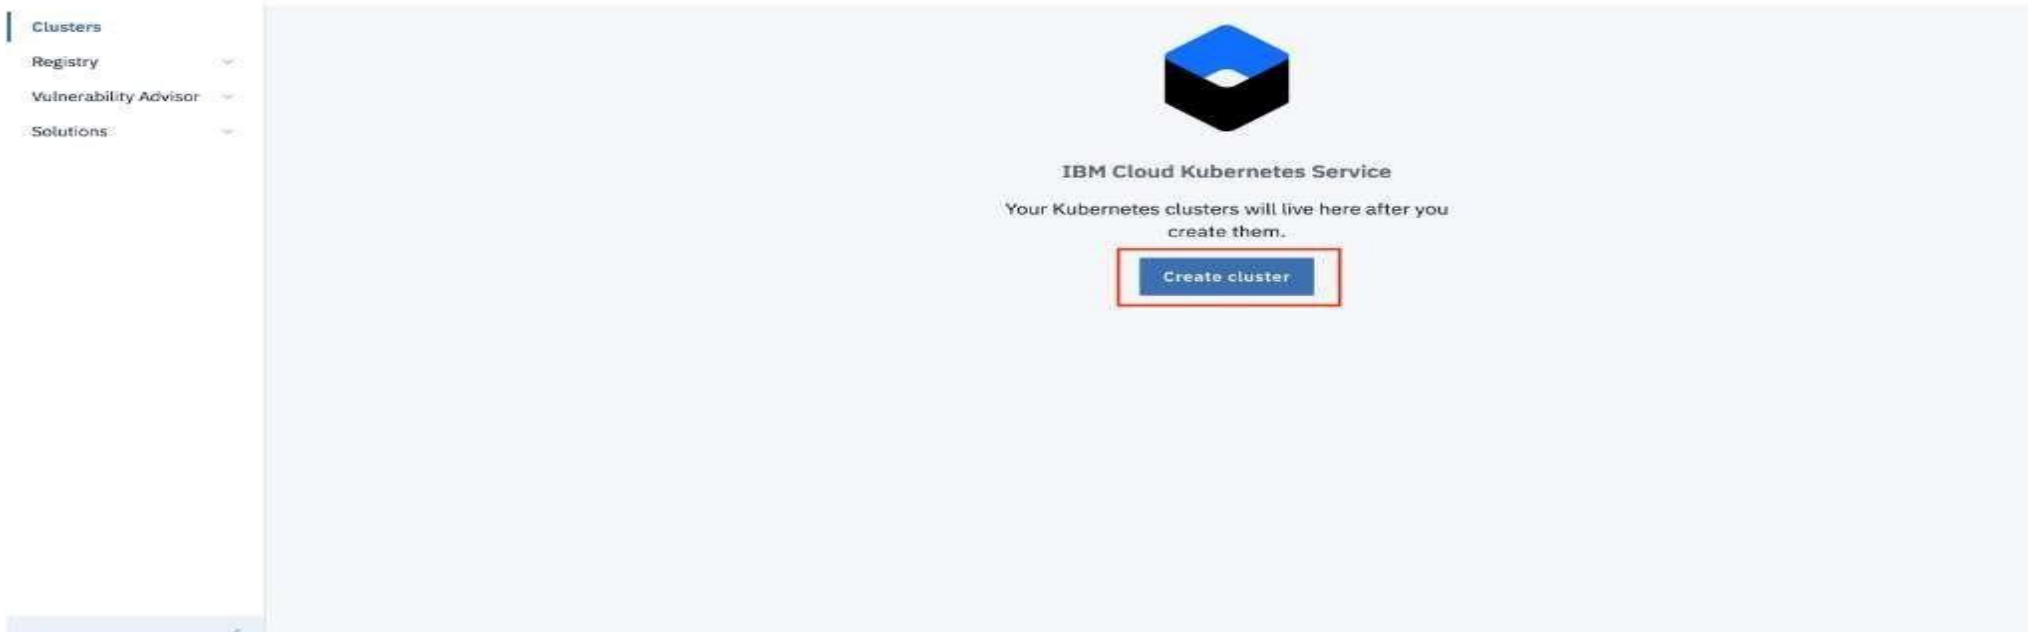 Clusters
Registry
Vulnerability Advisor
Solutions
IBM Cloud Kubernetes Service
Your Kubernetes clusters will live here after you
create them.
Create cluster